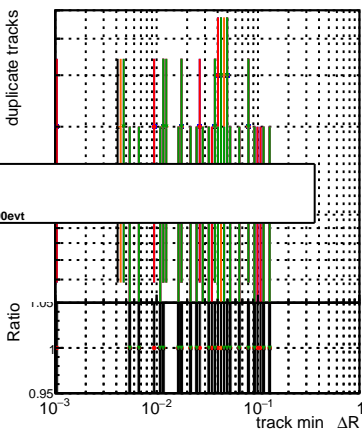 duplicate tracks
0evt
1.05
Ratio
1
0.95
10⁻³ 10⁻² 10⁻¹ 1
track min ΔR